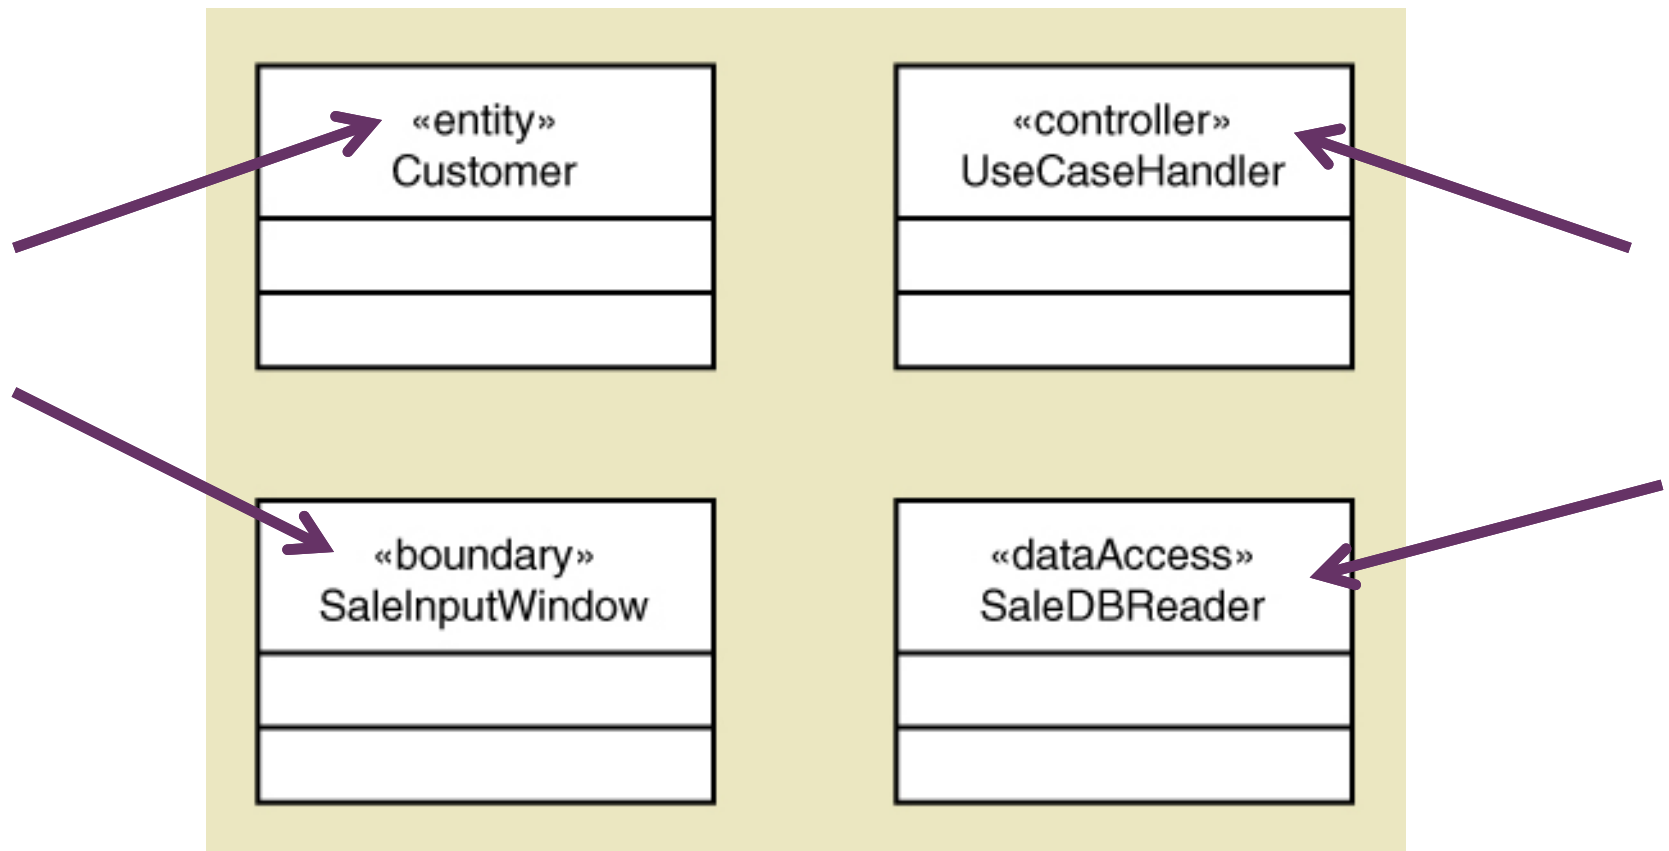 «entity»
Customer
«controller»
UseCaseHandler
«boundary»
SaleInputWindow
«dataAccess»
SaleDBReader